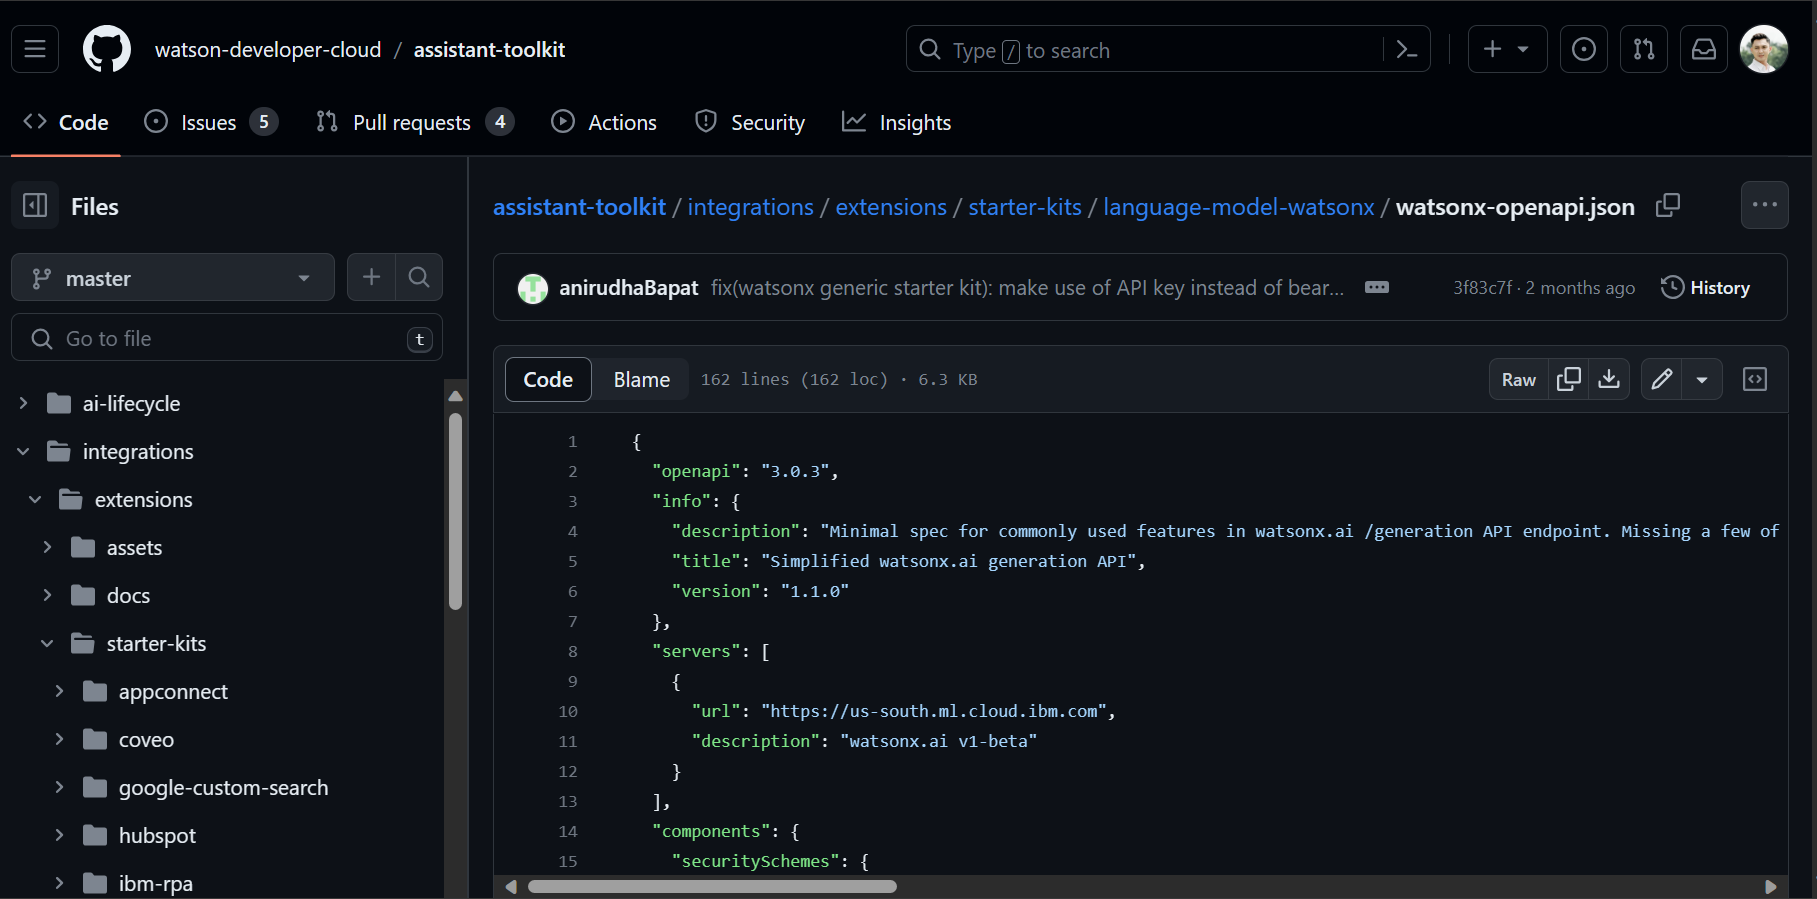 watson-developer-cloud / assistant-toolkit
Type / to search
Code Issues 5 Pull requests 4 Actions Security Insights
Files
master
Go to file t
ai-lifecycle
integrations
extensions
assets
docs
starter-kits
appconnect
coveo
google-custom-search
hubspot
ibm-rpa
assistant-toolkit / integrations / extensions / starter-kits / language-model-watsonx / watsonx-openapi.json
anirudhaBapat fix(watsonx generic starter kit): make use of API key instead of bear... 3f83c7f · 2 months ago History
Code Blame 162 lines (162 loc) · 6.3 KB Raw
1 {
2 "openapi": "3.0.3",
3 "info": {
4 "description": "Minimal spec for commonly used features in watsonx.ai /generation API endpoint. Missing a few of
5 "title": "Simplified watsonx.ai generation API",
6 "version": "1.1.0"
7 },
8 "servers": [
9 {
10 "url": "https://us-south.ml.cloud.ibm.com",
11 "description": "watsonx.ai v1-beta"
12 }
13 ],
14 "components": {
15 "securitySchemes": {